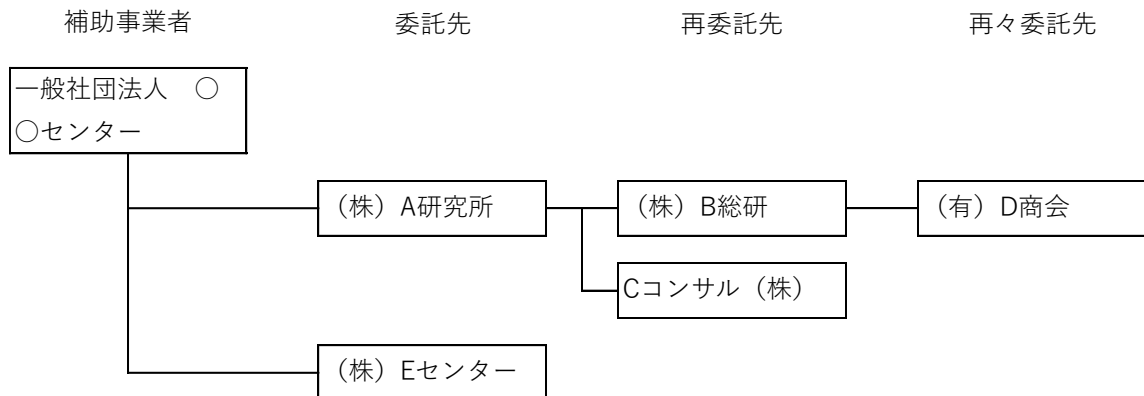 補助事業者 委託先 再委託先 再々委託先
一般社団法人　○
○センター
（株）A研究所 （株）B総研 （有）D商会
Cコンサル（株）
（株）Eセンター